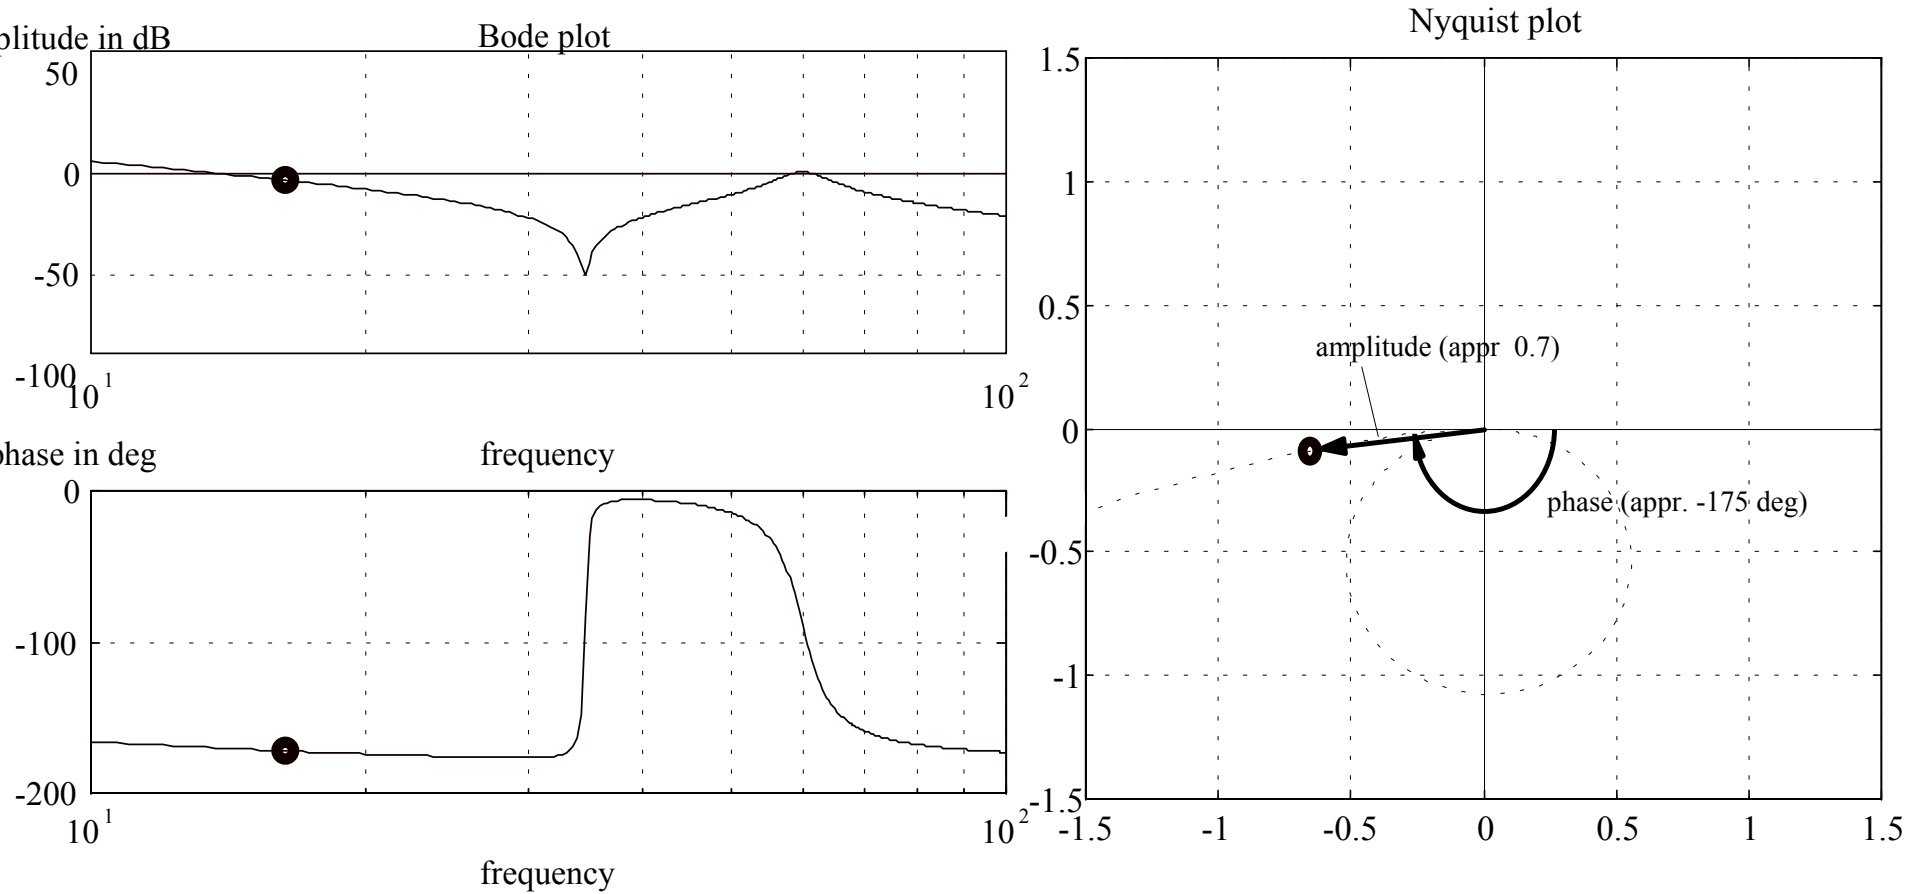 plitude in dB
Bode plot
50
0
-50
-100
10^1
10^2
frequency
phase in deg
0
-100
-200
10^1
10^2
frequency
Nyquist plot
1.5
1
0.5
0
-0.5
-1
-1.5
-1.5 -1 -0.5 0 0.5 1 1.5
amplitude (appr 0.7)
phase (appr. -175 deg)